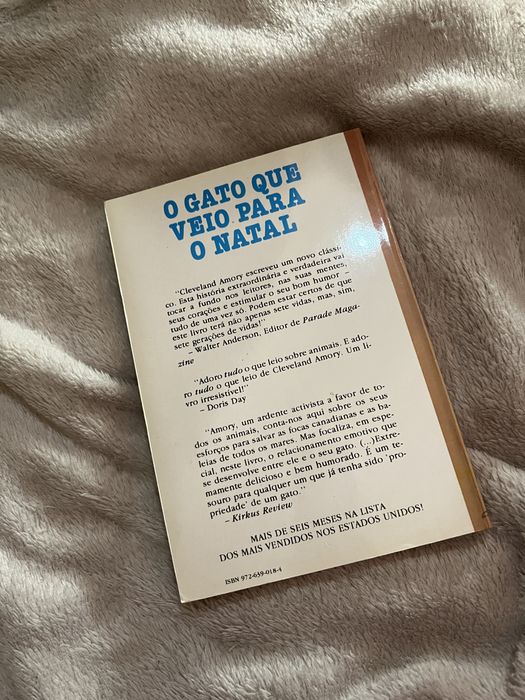 O GATO QUE
VEIO PARA
O NATAL
"Cleveland Amory escreveu um novo clássi-
co. Esta história extraordinária e verdadeira vai
tocar a fundo nos leitores, nas suas mentes,
seus corações e estimular o seu bom humor –
tudo de uma vez só. Podem estar certos de que
este livro terá não apenas sete vidas, mas, sim,
sete gerações de vidas!"
– Walter Anderson, Editor de Parade Maga-
zine
"Adoro tudo o que leio sobre animais. E ado-
ro tudo o que leio de Cleveland Amory. Um li-
vro irresistível!"
– Doris Day
"Amory, um ardente activista a favor de to-
dos os animais, conta-nos aqui sobre os seus
esforços para salvar as focas canadianas e as ba-
leias de todos os mares. Mas focaliza, em espe-
cial, neste livro, o relacionamento emotivo que
se desenvolve entre ele e o seu gato. (...)Extre-
mamente delicioso e bem humorado. É um te-
souro para qualquer um que já tenha sido 'pro-
priedade' de um gato."
– Kirkus Review
MAIS DE SEIS MESES NA LISTA
DOS MAIS VENDIDOS NOS ESTADOS UNIDOS!
ISBN 972-639-018-4